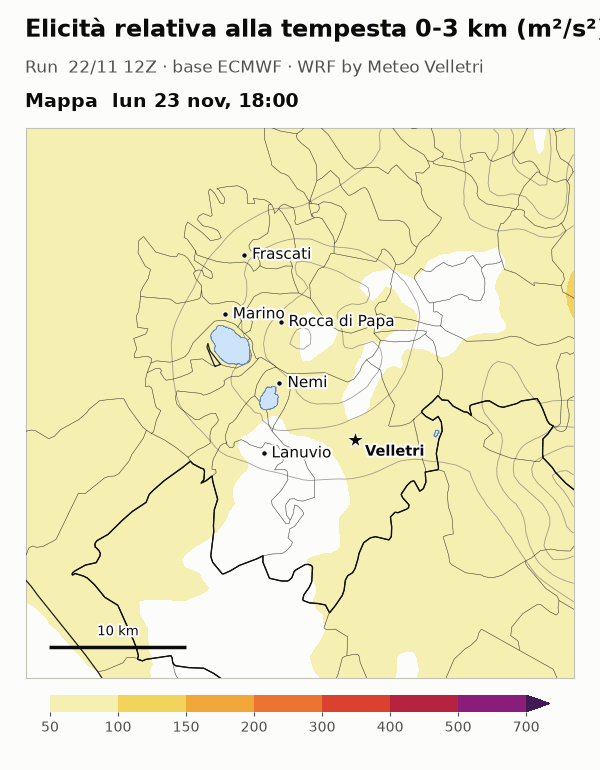 Elicità relativa alla tempesta 0-3 km (m²/s²)
Run  22/11 12Z · base ECMWF · WRF by Meteo Velletri
Mappa  lun 23 nov, 18:00
Frascati
Marino
Rocca di Papa
Nemi
Velletri
Lanuvio
10 km
50 100 150 200 300 400 500 700